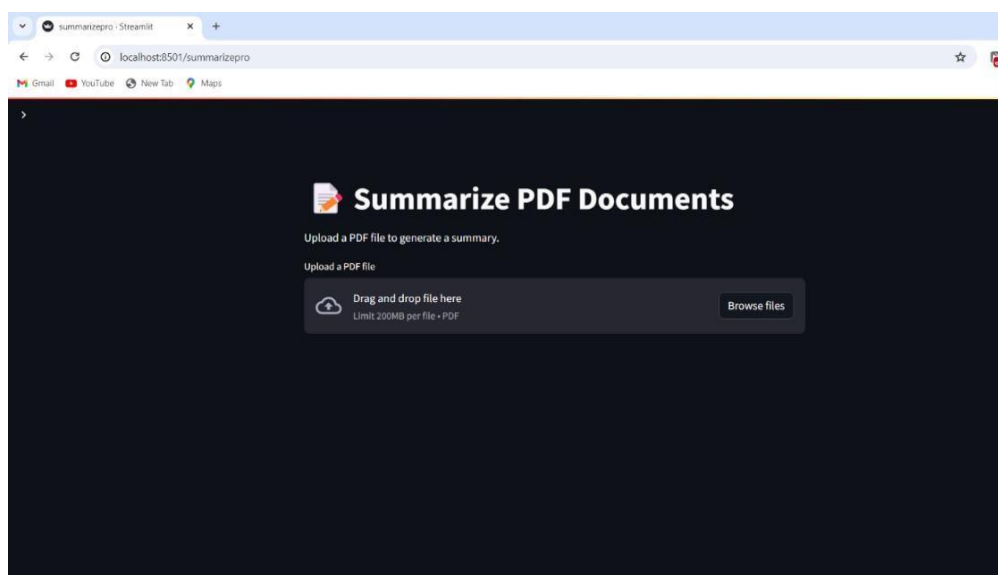 summarizepro · Streamlit
localhost:8501/summarizepro
Gmail YouTube New Tab Maps
Summarize PDF Documents
Upload a PDF file to generate a summary.
Upload a PDF file
Drag and drop file here
Limit 200MB per file • PDF
Browse files